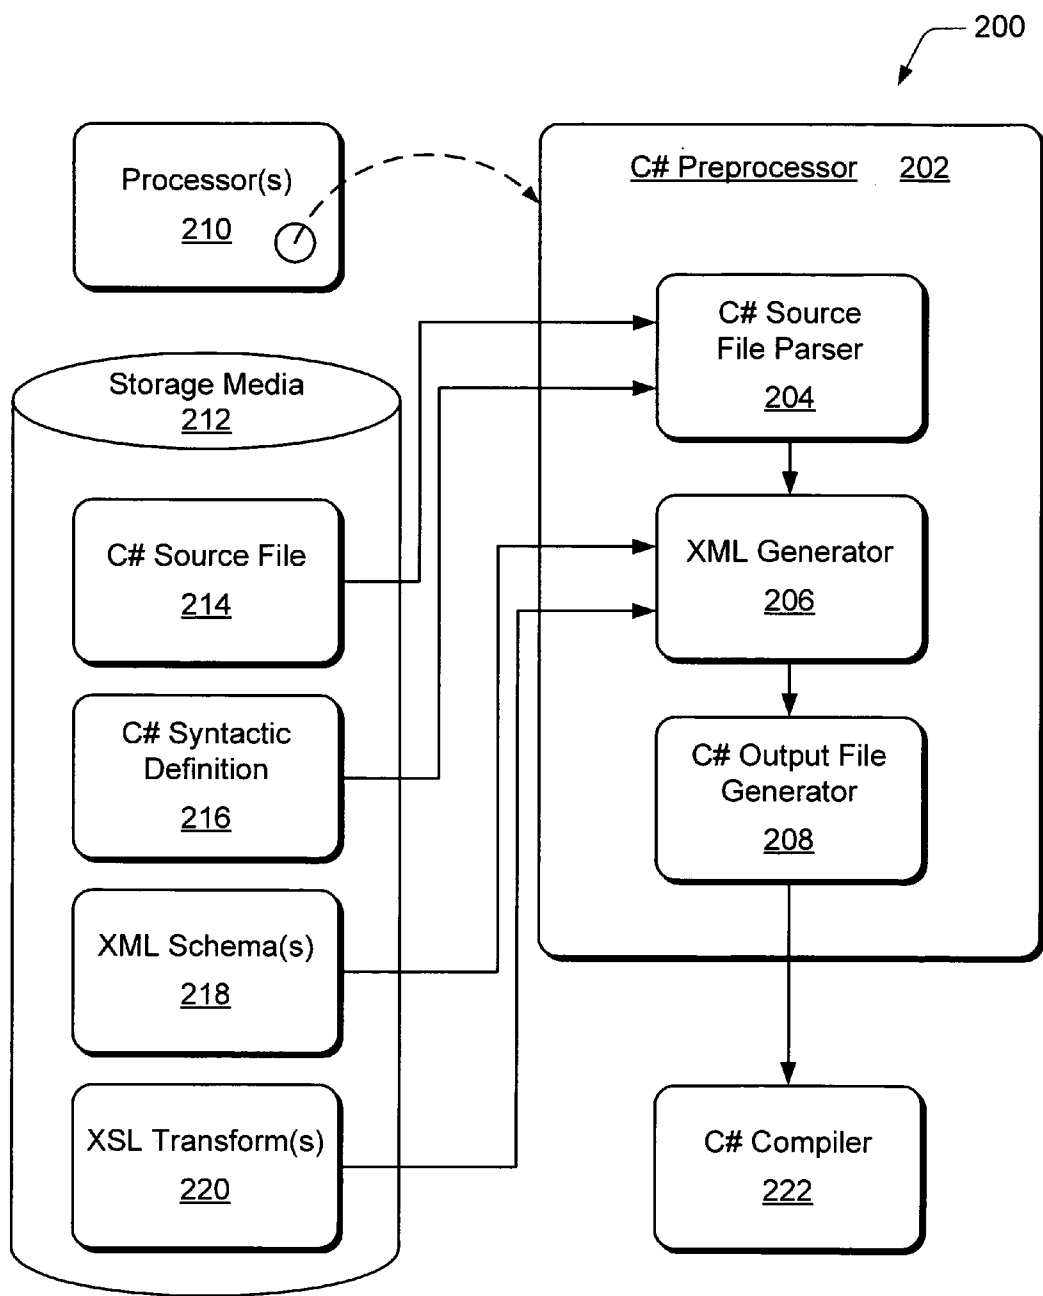 200
Processor(s)
210
C# Preprocessor 202
C# Source
File Parser
204
Storage Media
212
C# Source File
214
XML Generator
206
C# Syntactic
Definition
216
C# Output File
Generator
208
XML Schema(s)
218
XSL Transform(s)
220
C# Compiler
222